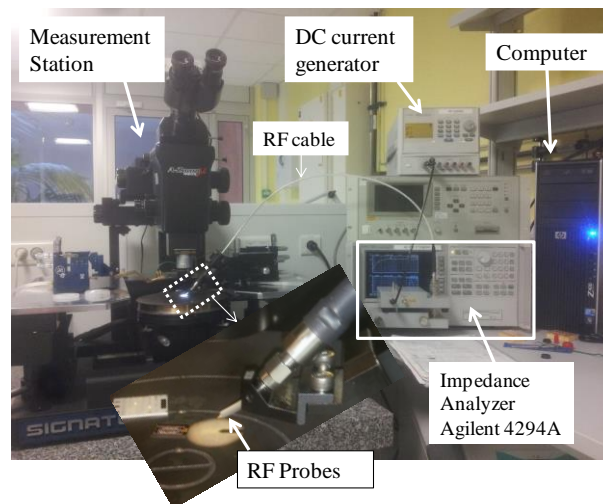 Measurement
Station
DC current
generator
Computer
RF cable
Impedance
Analyzer
Agilent 4294A
RF Probes
SIGNAT